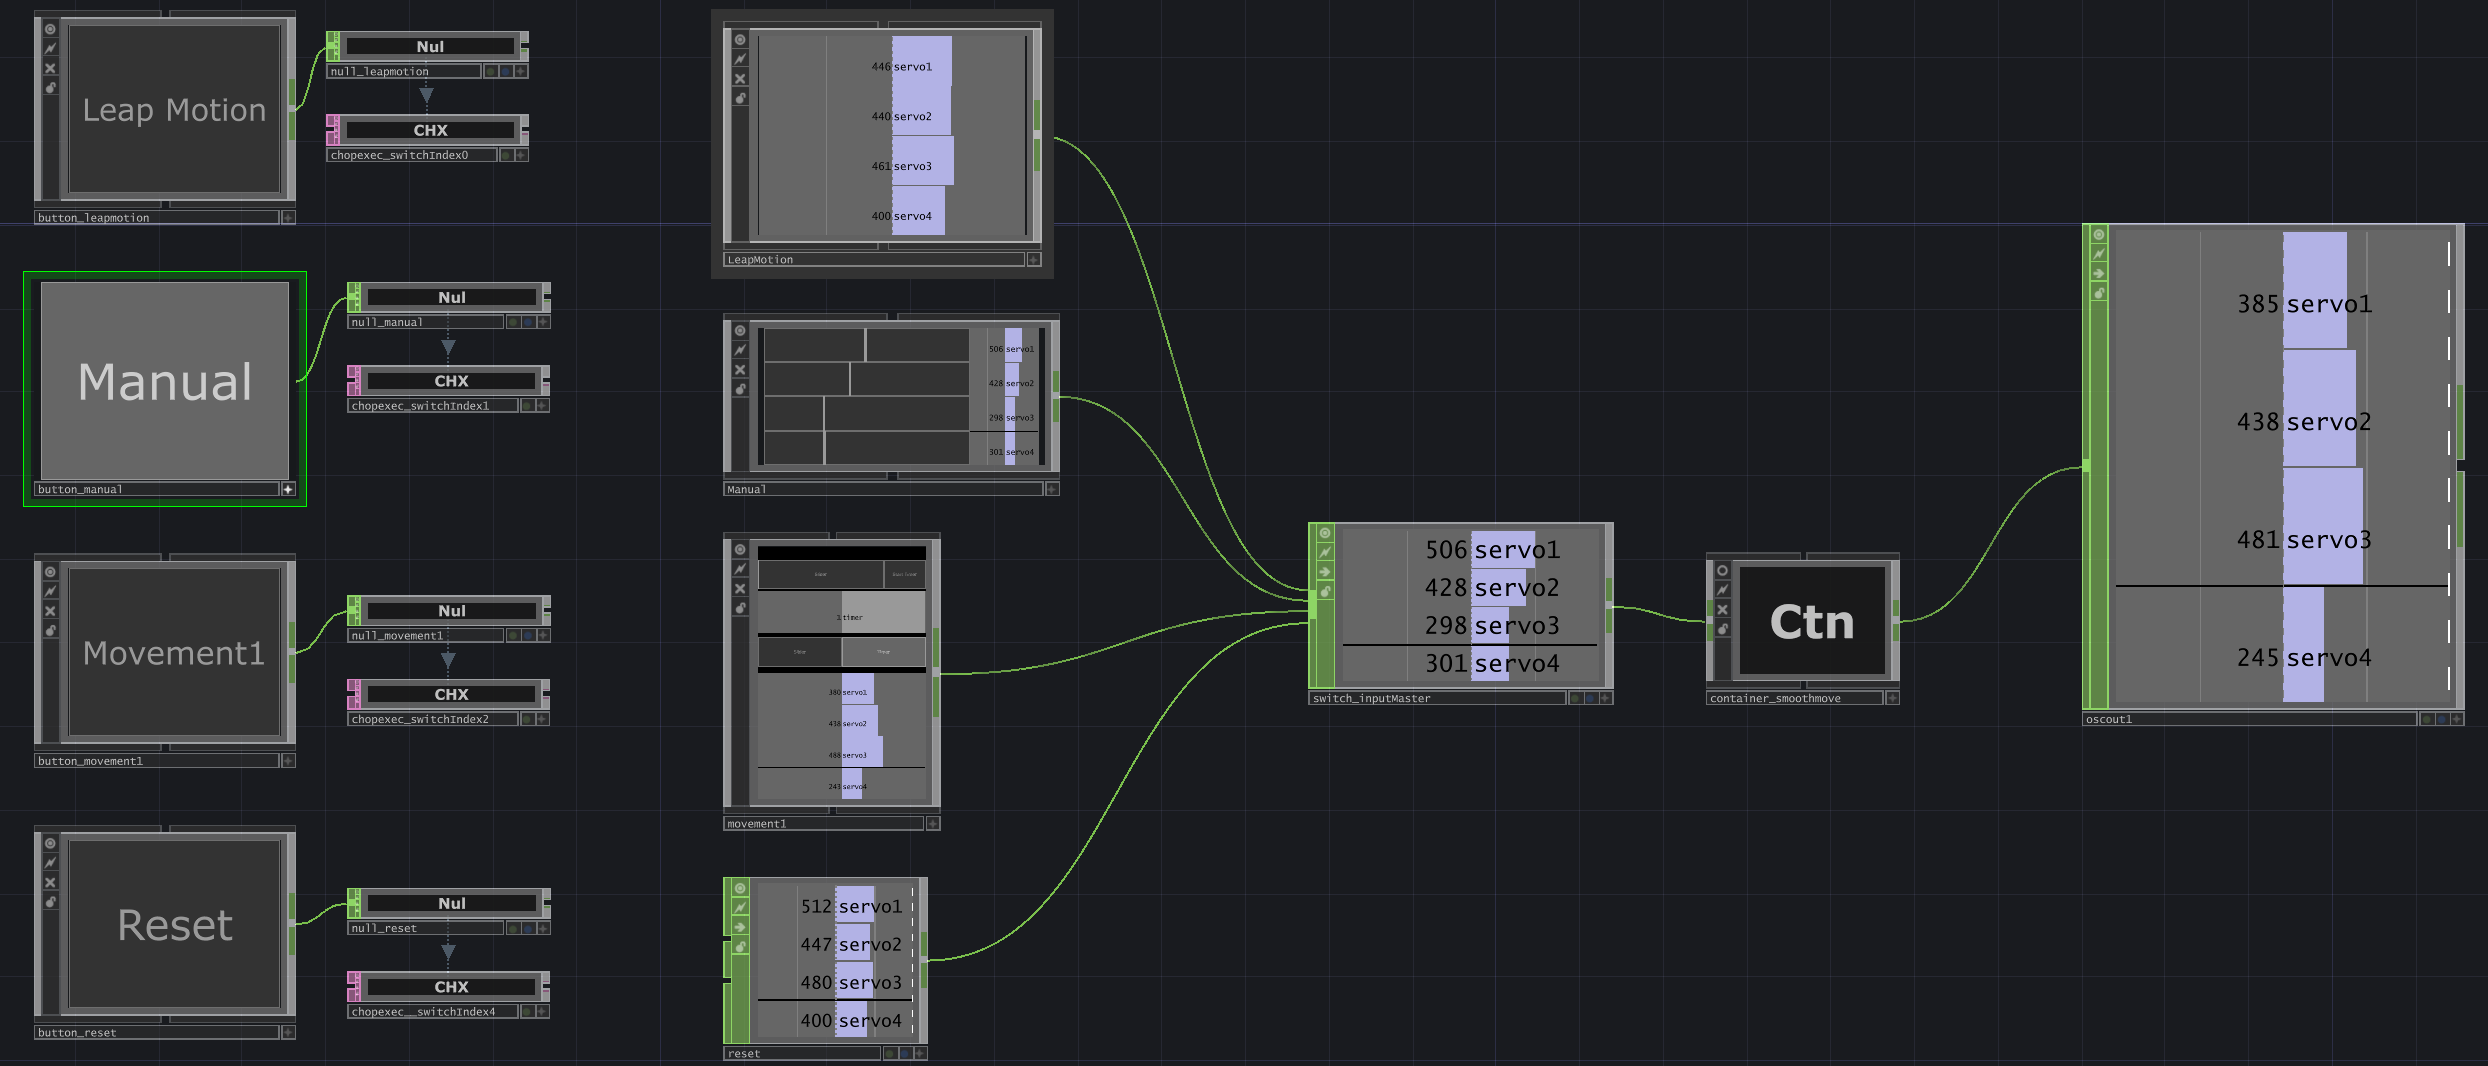 Leap Motion
button_leapmotion
Nul
null_leapmotion
CHX
chopexec_switchIndex0
Manual
button_manual
Nul
null_manual
CHX
chopexec_switchIndex1
Movement1
button_movement1
Nul
null_movement1
CHX
chopexec_switchIndex2
Reset
button_reset
Nul
null_reset
CHX
chopexec__switchIndex4
446 servo1
440 servo2
461 servo3
400 servo4
LeapMotion
506 servo1
428 servo2
298 servo3
301 servo4
Manual
timer
380 servo1
438 servo2
488 servo3
243 servo4
movement1
512 servo1
447 servo2
480 servo3
400 servo4
reset
506 servo1
428 servo2
298 servo3
301 servo4
switch_inputMaster
Ctn
container_smoothmove
385 servo1
438 servo2
481 servo3
245 servo4
oscout1